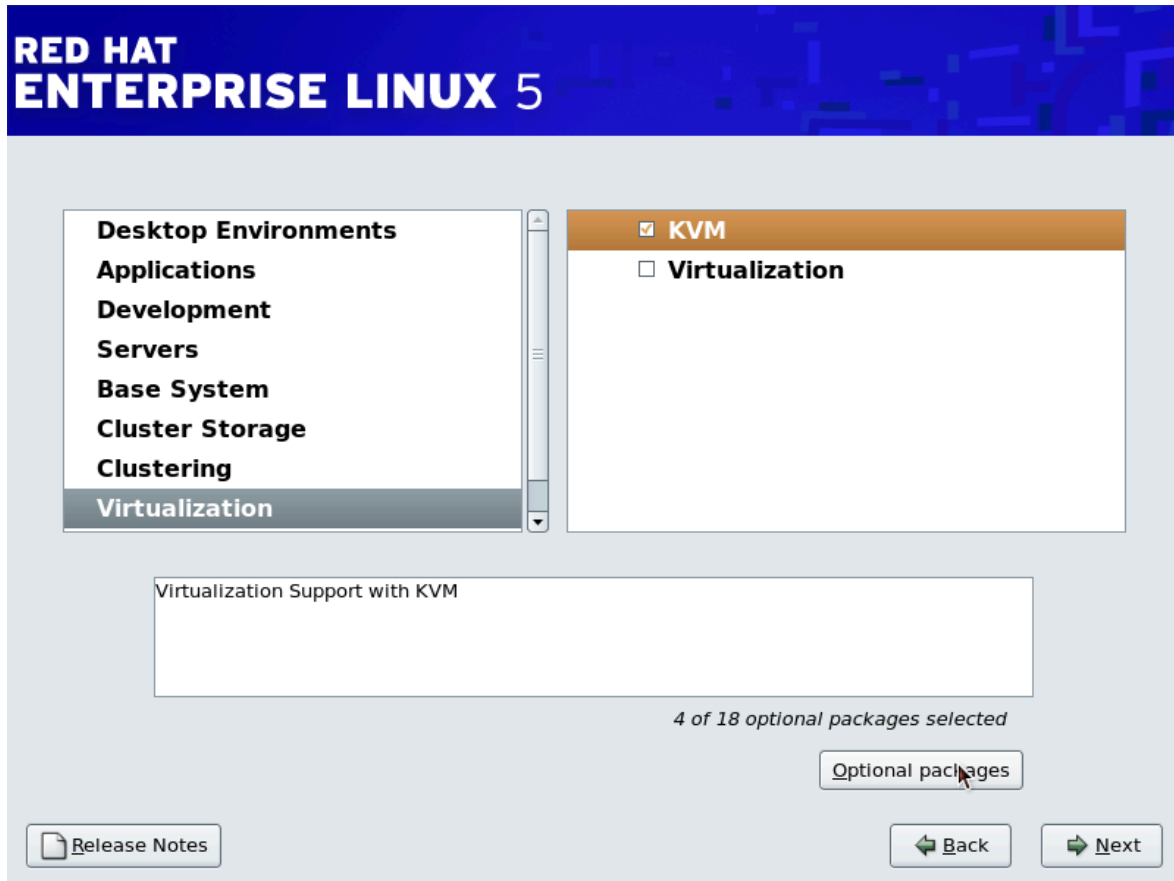 RED HAT
ENTERPRISE LINUX 5
Desktop Environments
Applications
Development
Servers
Base System
Cluster Storage
Clustering
Virtualization
KVM
Virtualization
Virtualization Support with KVM
4 of 18 optional packages selected
Optional packages
Release Notes
Back
Next